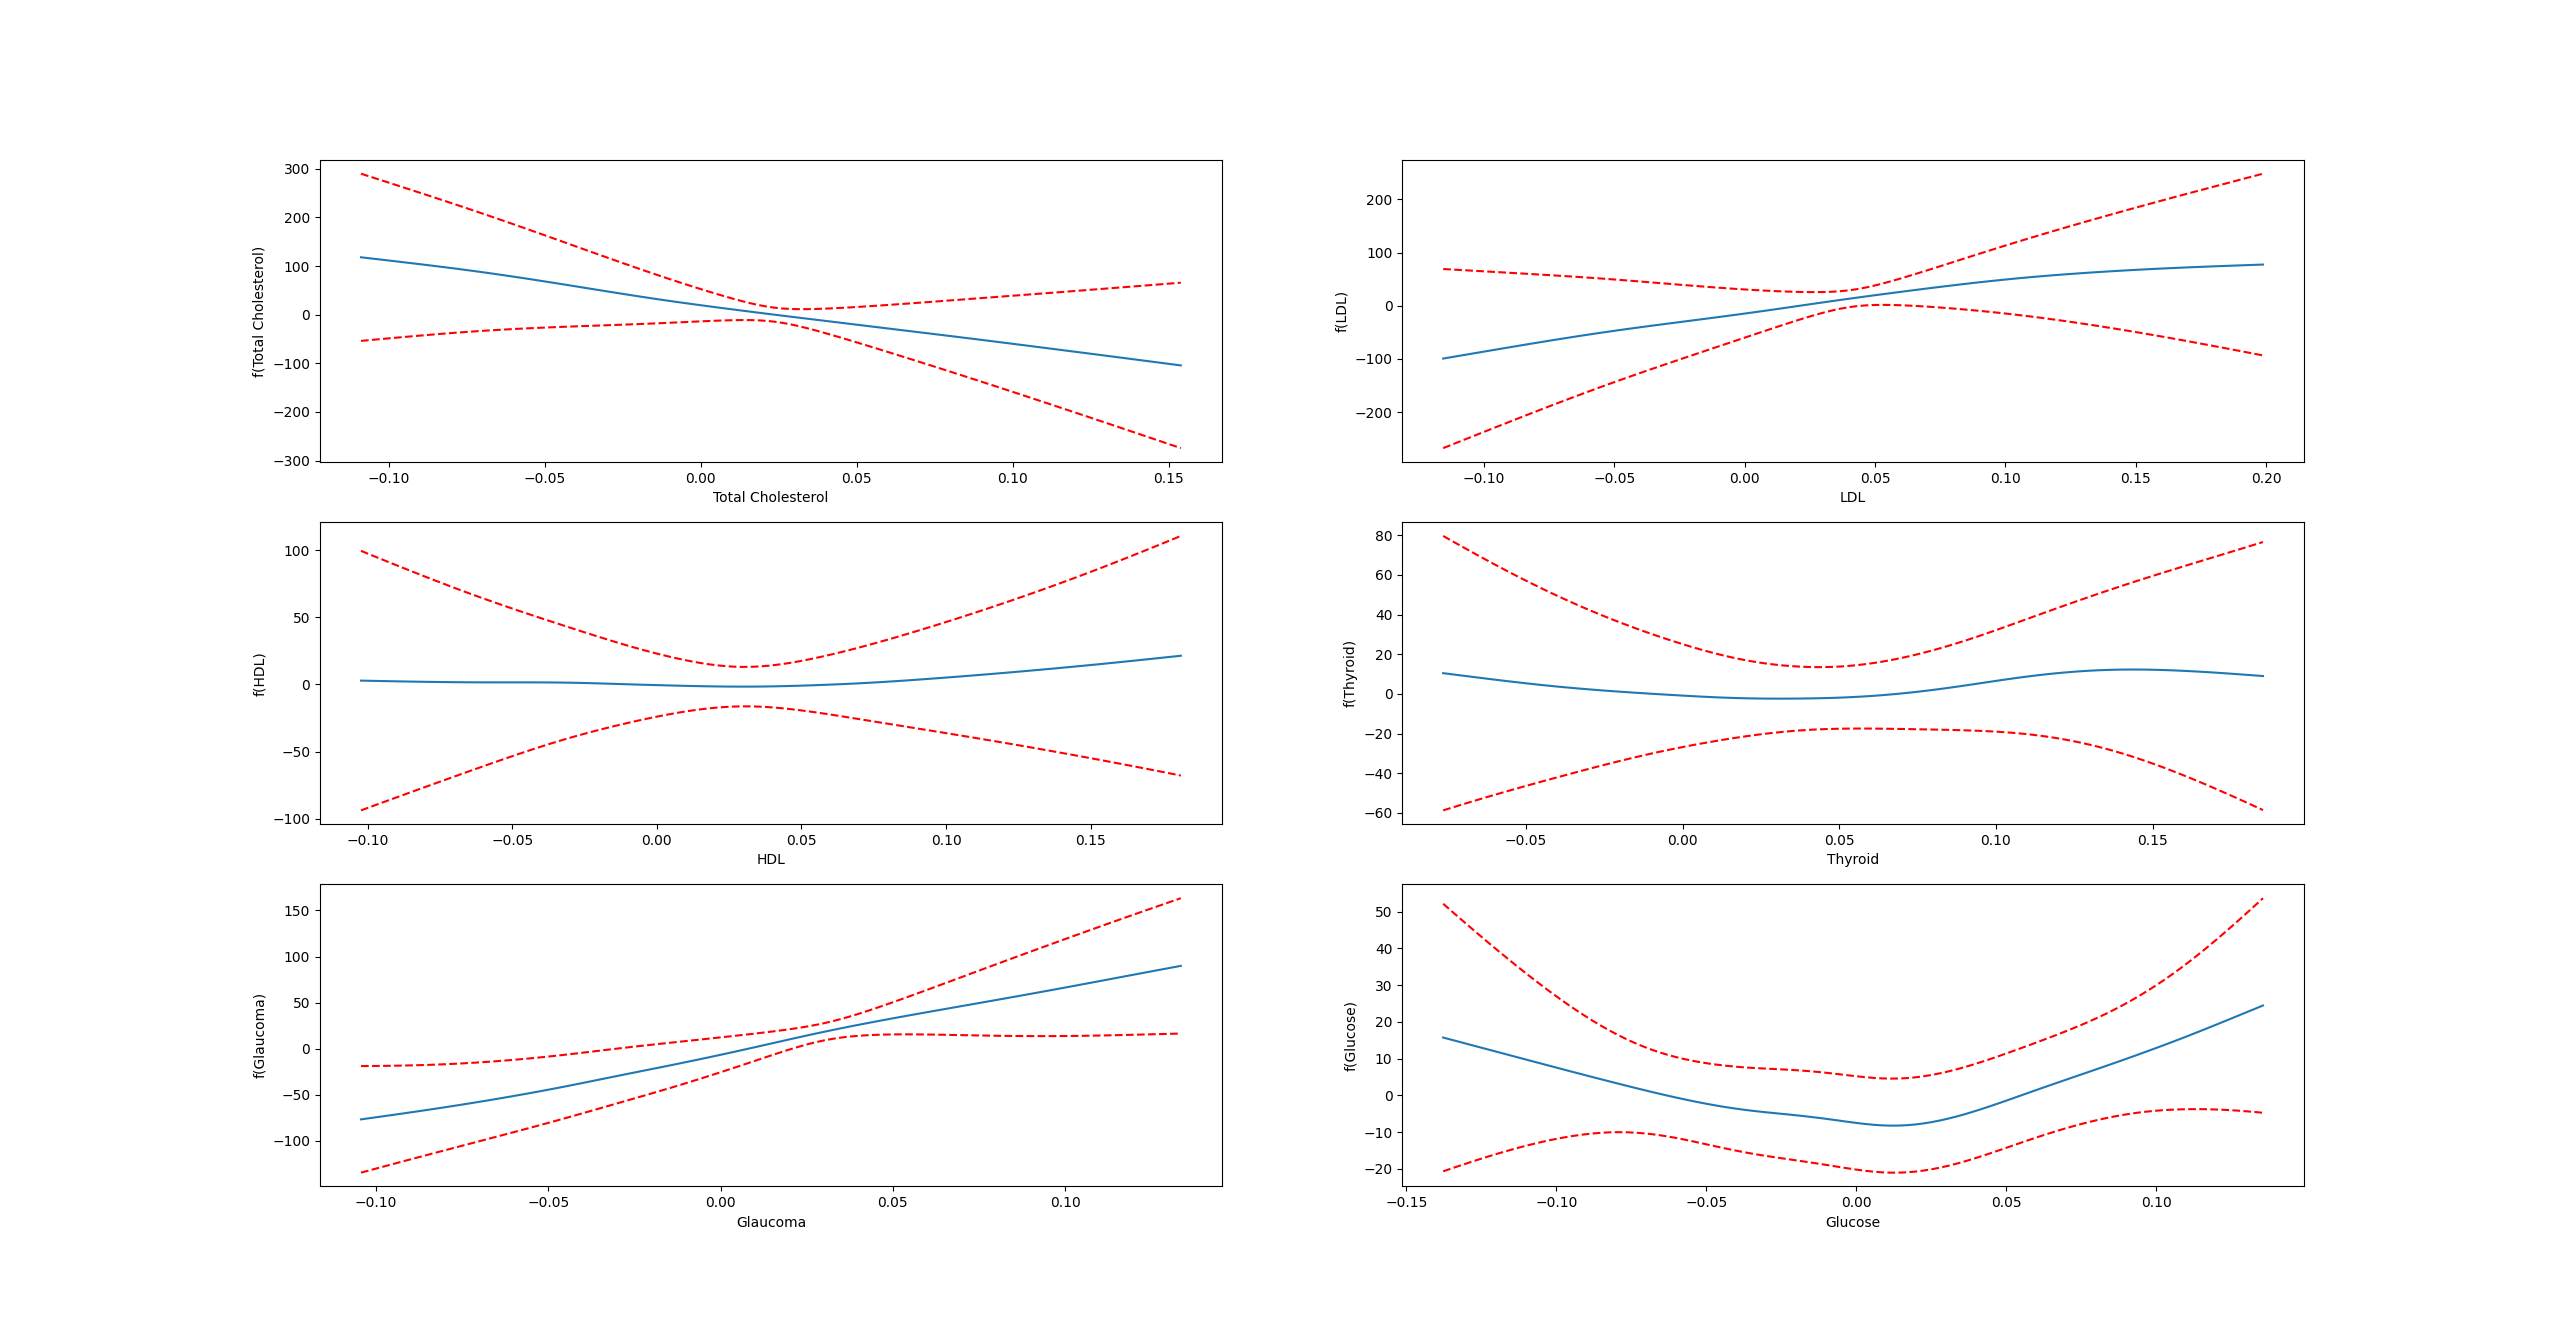 300
200
100
0
−100
−200
−300
f(Total Cholesterol)
−0.10 −0.05 0.00 0.05 0.10 0.15
Total Cholesterol
200
100
0
−100
−200
f(LDL)
−0.10 −0.05 0.00 0.05 0.10 0.15 0.20
LDL
100
50
0
−50
−100
f(HDL)
−0.10 −0.05 0.00 0.05 0.10 0.15
HDL
80
60
40
20
0
−20
−40
−60
f(Thyroid)
−0.05 0.00 0.05 0.10 0.15
Thyroid
150
100
50
0
−50
−100
f(Glaucoma)
−0.10 −0.05 0.00 0.05 0.10
Glaucoma
50
40
30
20
10
0
−10
−20
f(Glucose)
−0.15 −0.10 −0.05 0.00 0.05 0.10
Glucose